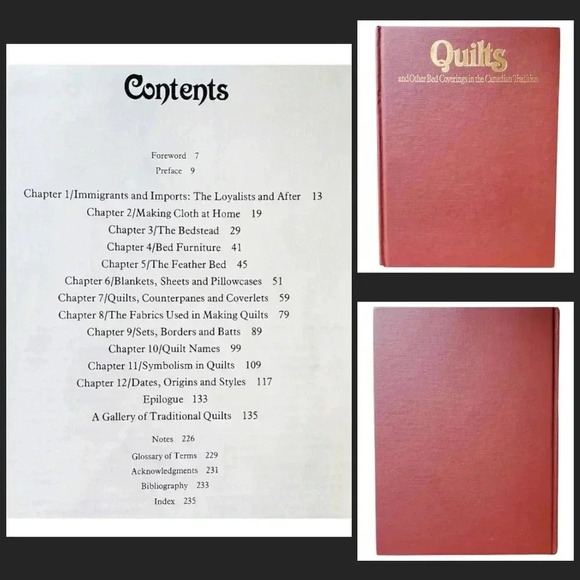 Contents
Foreword 7
Preface 9
Chapter 1/Immigrants and Imports: The Loyalists and After 13
Chapter 2/Making Cloth at Home 19
Chapter 3/The Bedstead 29
Chapter 4/Bed Furniture 41
Chapter 5/The Feather Bed 45
Chapter 6/Blankets, Sheets and Pillowcases 51
Chapter 7/Quilts, Counterpanes and Coverlets 59
Chapter 8/The Fabrics Used in Making Quilts 79
Chapter 9/Sets, Borders and Batts 89
Chapter 10/Quilt Names 99
Chapter 11/Symbolism in Quilts 109
Chapter 12/Dates, Origins and Styles 117
Epilogue 133
A Gallery of Traditional Quilts 135
Notes 226
Glossary of Terms 229
Acknowledgments 231
Bibliography 233
Index 235
Quilts
and Other Bed Coverings in the Canadian Tradition